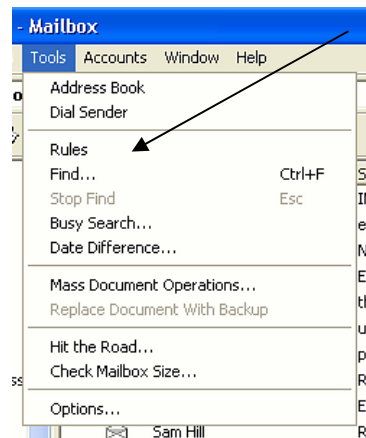 - Mailbox
Tools Accounts Window Help
Address Book
Dial Sender
Rules
Find... Ctrl+F
Stop Find Esc
Busy Search...
Date Difference...
Mass Document Operations...
Replace Document With Backup
Hit the Road...
Check Mailbox Size...
Options...
Sam Hill